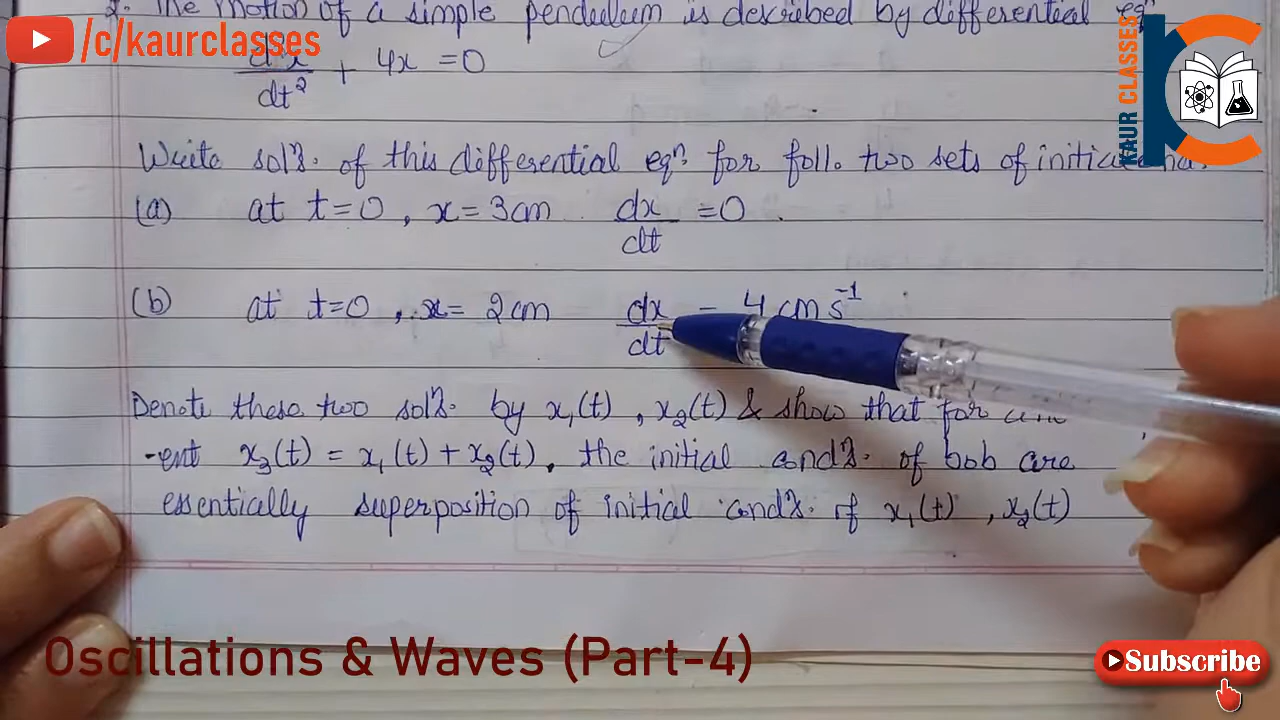 2. The motion of a simple pendulum is described by differential eqⁿ
/c/kaurclasses
d²x/dt² + 4x = 0
KAUR CLASSES
Write solⁿ. of this differential eqⁿ. for foll. two sets of initial
(a) at t=0, x = 3cm dx/dt = 0.
(b) at t=0, x = 2cm dx/dt = 4 cm s⁻¹
Denote these two solⁿ. by x₁(t), x₂(t) & show that for
-ent x₃(t) = x₁(t) + x₂(t), the initial condⁿ. of bob are
essentially superposition of initial condⁿ. of x₁(t), x₂(t)
Oscillations & Waves (Part-4)
Subscribe